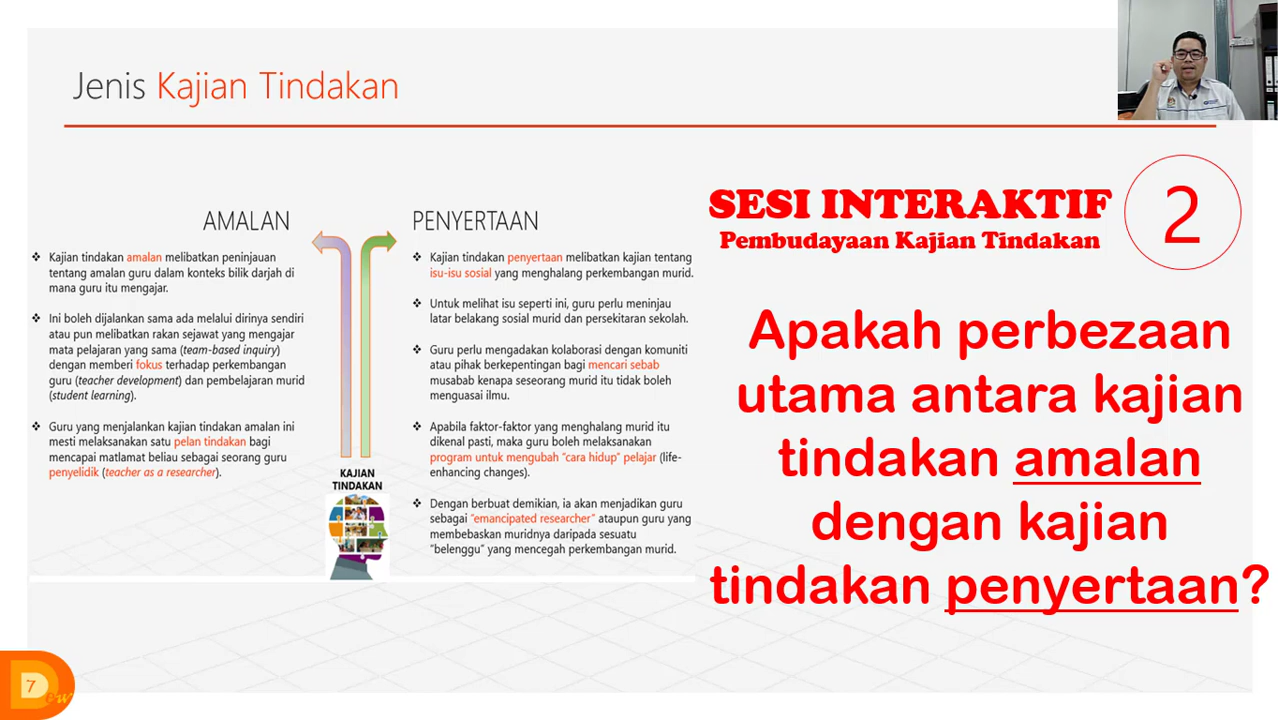 Jenis Kajian Tindakan
AMALAN
❖ Kajian tindakan amalan melibatkan peninjauan
tentang amalan guru dalam konteks bilik darjah di
mana guru itu mengajar.
❖ Ini boleh dijalankan sama ada melalui dirinya sendiri
atau pun melibatkan rakan sejawat yang mengajar
mata pelajaran yang sama (team-based inquiry)
dengan memberi fokus terhadap perkembangan
guru (teacher development) dan pembelajaran murid
(student learning).
❖ Guru yang menjalankan kajian tindakan amalan ini
mesti melaksanakan satu pelan tindakan bagi
mencapai matlamat beliau sebagai seorang guru
penyelidik (teacher as a researcher).
PENYERTAAN
❖ Kajian tindakan penyertaan melibatkan kajian tentang
isu-isu sosial yang menghalang perkembangan murid.
❖ Untuk melihat isu seperti ini, guru perlu meninjau
latar belakang sosial murid dan persekitaran sekolah.
❖ Guru perlu mengadakan kolaborasi dengan komuniti
atau pihak berkepentingan bagi mencari sebab
musabab kenapa seseorang murid itu tidak boleh
menguasai ilmu.
❖ Apabila faktor-faktor yang menghalang murid itu
dikenal pasti, maka guru boleh melaksanakan
program untuk mengubah “cara hidup” pelajar (life-
enhancing changes).
❖ Dengan berbuat demikian, ia akan menjadikan guru
sebagai “emancipated researcher” ataupun guru yang
membebaskan muridnya daripada sesuatu
“belenggu” yang mencegah perkembangan murid.
KAJIAN
TINDAKAN
SESI INTERAKTIF
Pembudayaan Kajian Tindakan
2
Apakah perbezaan
utama antara kajian
tindakan amalan
dengan kajian
tindakan penyertaan?
7